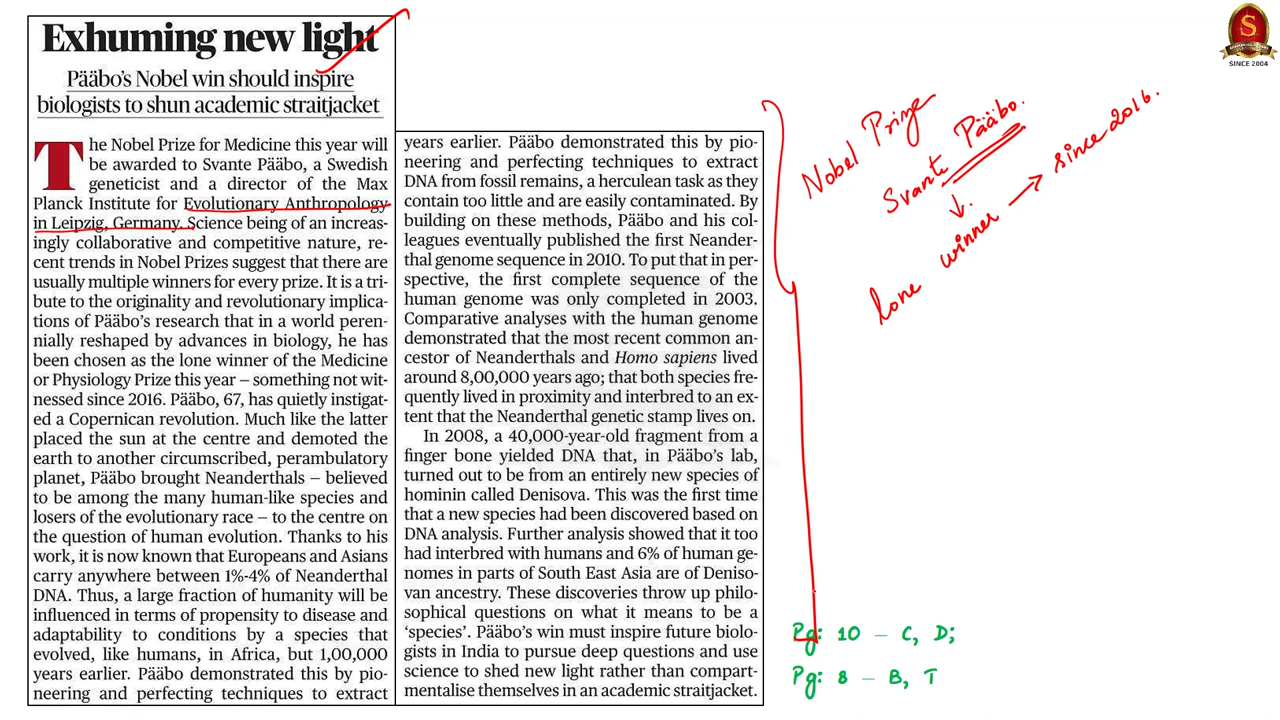 Exhuming new light
Pääbo's Nobel win should inspire
biologists to shun academic straitjacket
The Nobel Prize for Medicine this year will
be awarded to Svante Pääbo, a Swedish
geneticist and a director of the Max
Planck Institute for Evolutionary Anthropology
in Leipzig, Germany. Science being of an increas-
ingly collaborative and competitive nature, re-
cent trends in Nobel Prizes suggest that there are
usually multiple winners for every prize. It is a tri-
bute to the originality and revolutionary implica-
tions of Pääbo's research that in a world peren-
nially reshaped by advances in biology, he has
been chosen as the lone winner of the Medicine
or Physiology Prize this year – something not wit-
nessed since 2016. Pääbo, 67, has quietly instigat-
ed a Copernican revolution. Much like the latter
placed the sun at the centre and demoted the
earth to another circumscribed, perambulatory
planet, Pääbo brought Neanderthals – believed
to be among the many human-like species and
losers of the evolutionary race – to the centre on
the question of human evolution. Thanks to his
work, it is now known that Europeans and Asians
carry anywhere between 1%-4% of Neanderthal
DNA. Thus, a large fraction of humanity will be
influenced in terms of propensity to disease and
adaptability to conditions by a species that
evolved, like humans, in Africa, but 1,00,000
years earlier. Pääbo demonstrated this by pio-
neering and perfecting techniques to extract
years earlier. Pääbo demonstrated this by pio-
neering and perfecting techniques to extract
DNA from fossil remains, a herculean task as they
contain too little and are easily contaminated. By
building on these methods, Pääbo and his col-
leagues eventually published the first Neander-
thal genome sequence in 2010. To put that in per-
spective, the first complete sequence of the
human genome was only completed in 2003.
Comparative analyses with the human genome
demonstrated that the most recent common an-
cestor of Neanderthals and Homo sapiens lived
around 8,00,000 years ago; that both species fre-
quently lived in proximity and interbred to an ex-
tent that the Neanderthal genetic stamp lives on.
In 2008, a 40,000-year-old fragment from a
finger bone yielded DNA that, in Pääbo's lab,
turned out to be from an entirely new species of
hominin called Denisova. This was the first time
that a new species had been discovered based on
DNA analysis. Further analysis showed that it too
had interbred with humans and 6% of human ge-
nomes in parts of South East Asia are of Deniso-
van ancestry. These discoveries throw up philo-
sophical questions on what it means to be a
'species'. Pääbo's win must inspire future biolo-
gists in India to pursue deep questions and use
science to shed new light rather than compart-
mentalise themselves in an academic straitjacket.
Nobel Prize
Svante Pääbo.
lone winner → since 2016.
Pg: 10 – C, D;
Pg: 8 – B, T
S
SINCE 2004